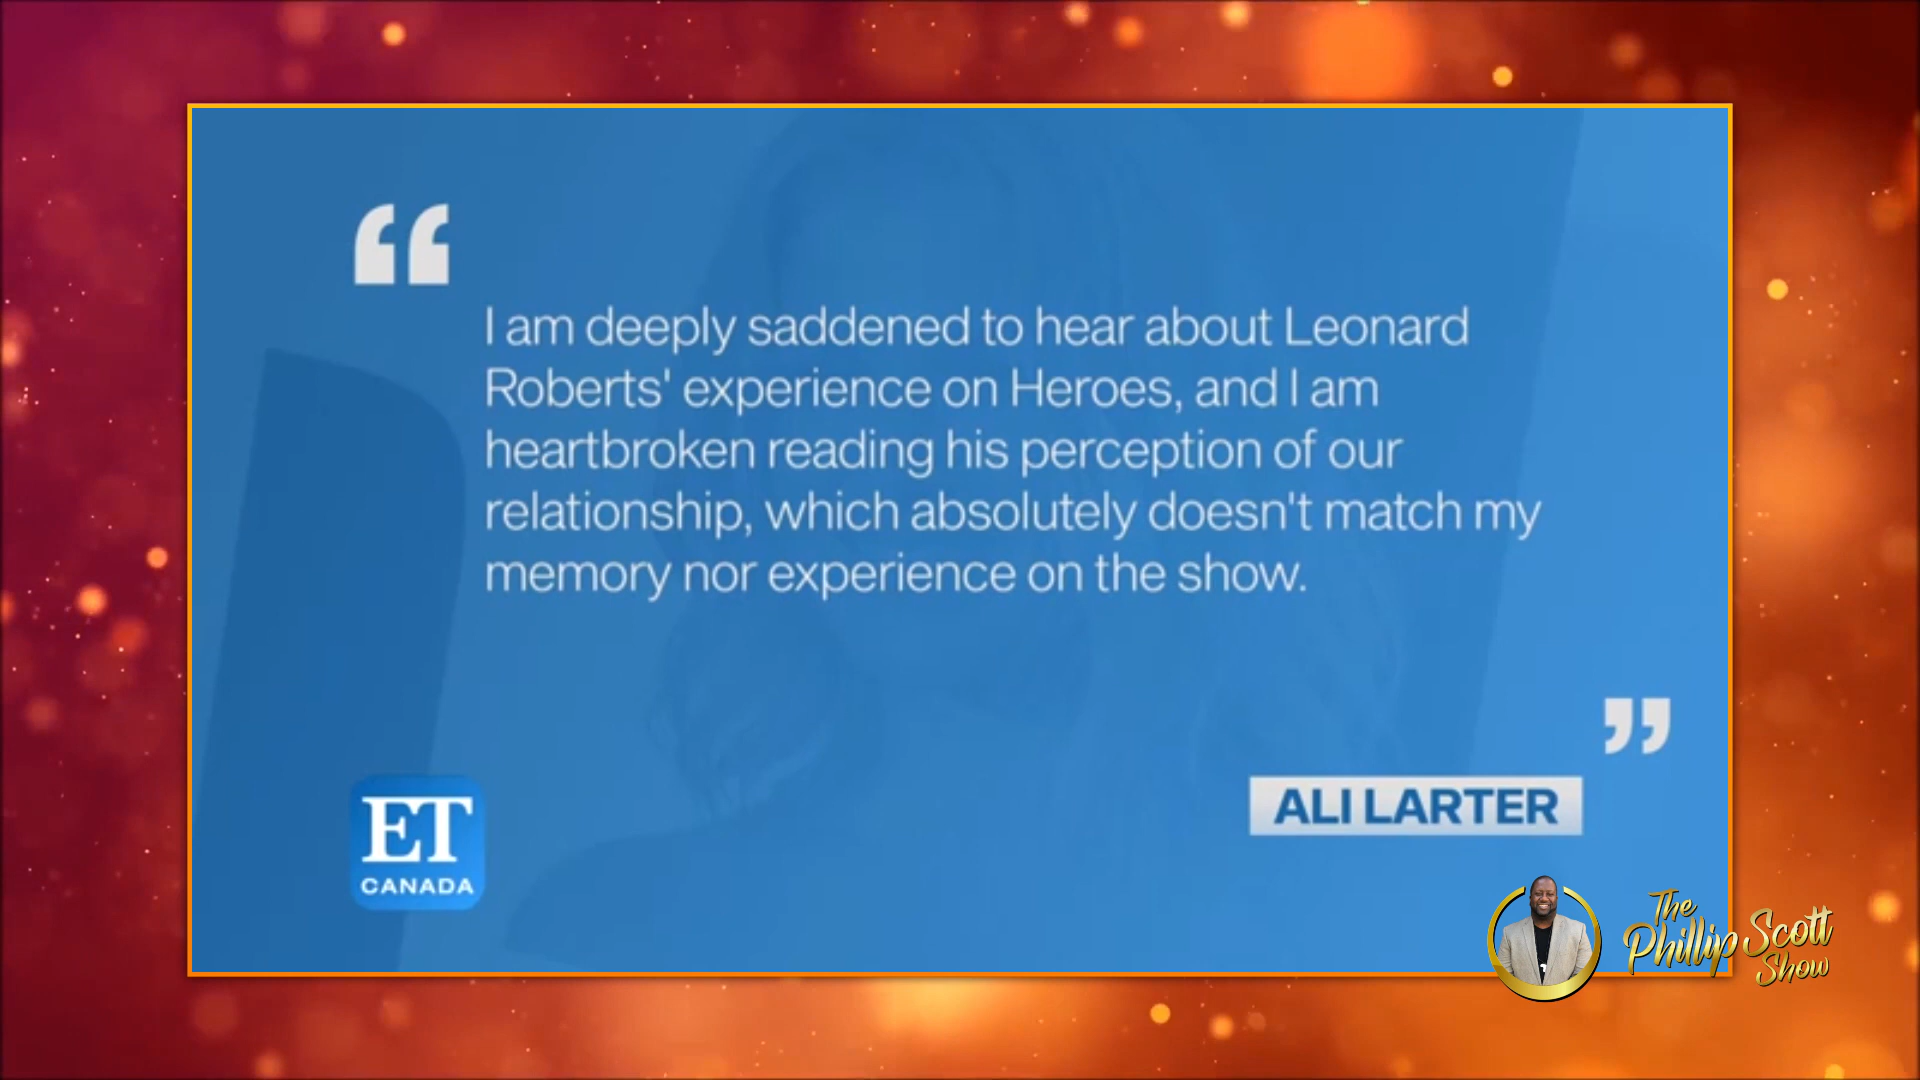 “
I am deeply saddened to hear about Leonard
Roberts' experience on Heroes, and I am
heartbroken reading his perception of our
relationship, which absolutely doesn't match my
memory nor experience on the show.
”
ALI LARTER
ET
CANADA
The
Phillip Scott
Show